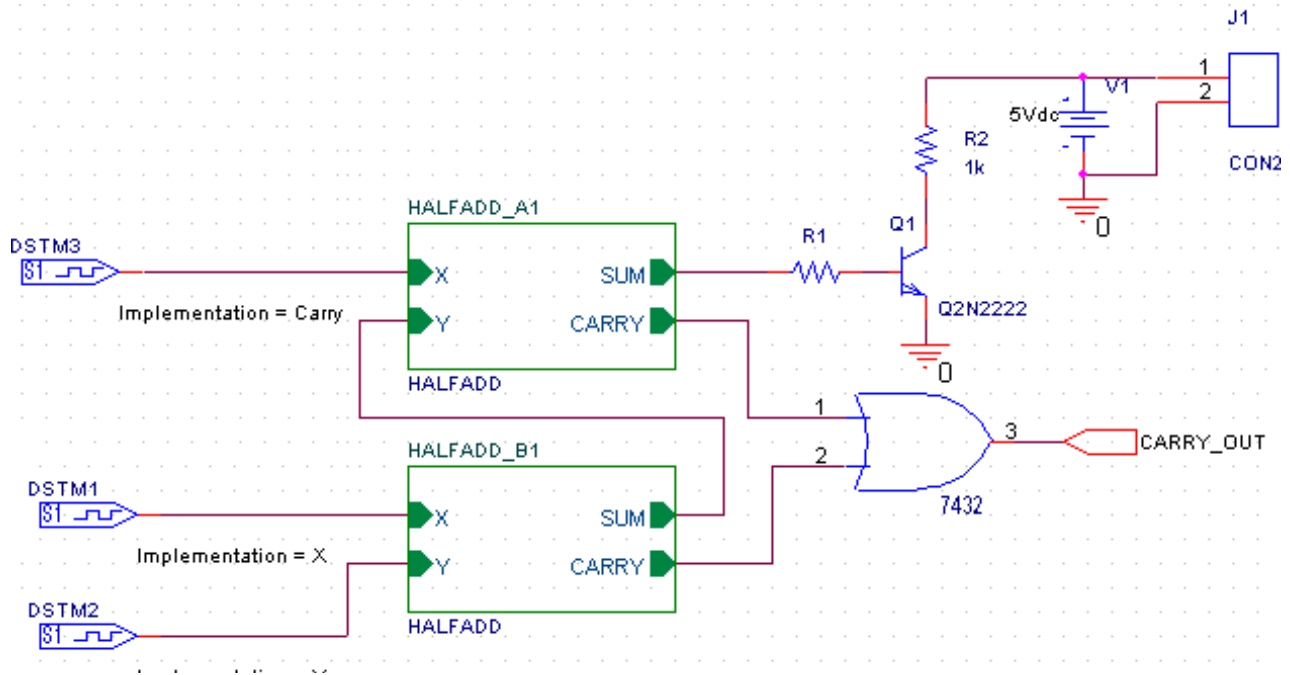 J1
1
V1
2
5Vdc
R2
1k
CON2
HALFADD_A1
Q1
0
R1
DSTM3
S1
X
SUM
Implementation = Carry
Y
CARRY
Q2N2222
0
HALFADD
1
3
CARRY_OUT
2
HALFADD_B1
DSTM1
S1
X
SUM
7432
Implementation = X
Y
CARRY
DSTM2
S1
HALFADD